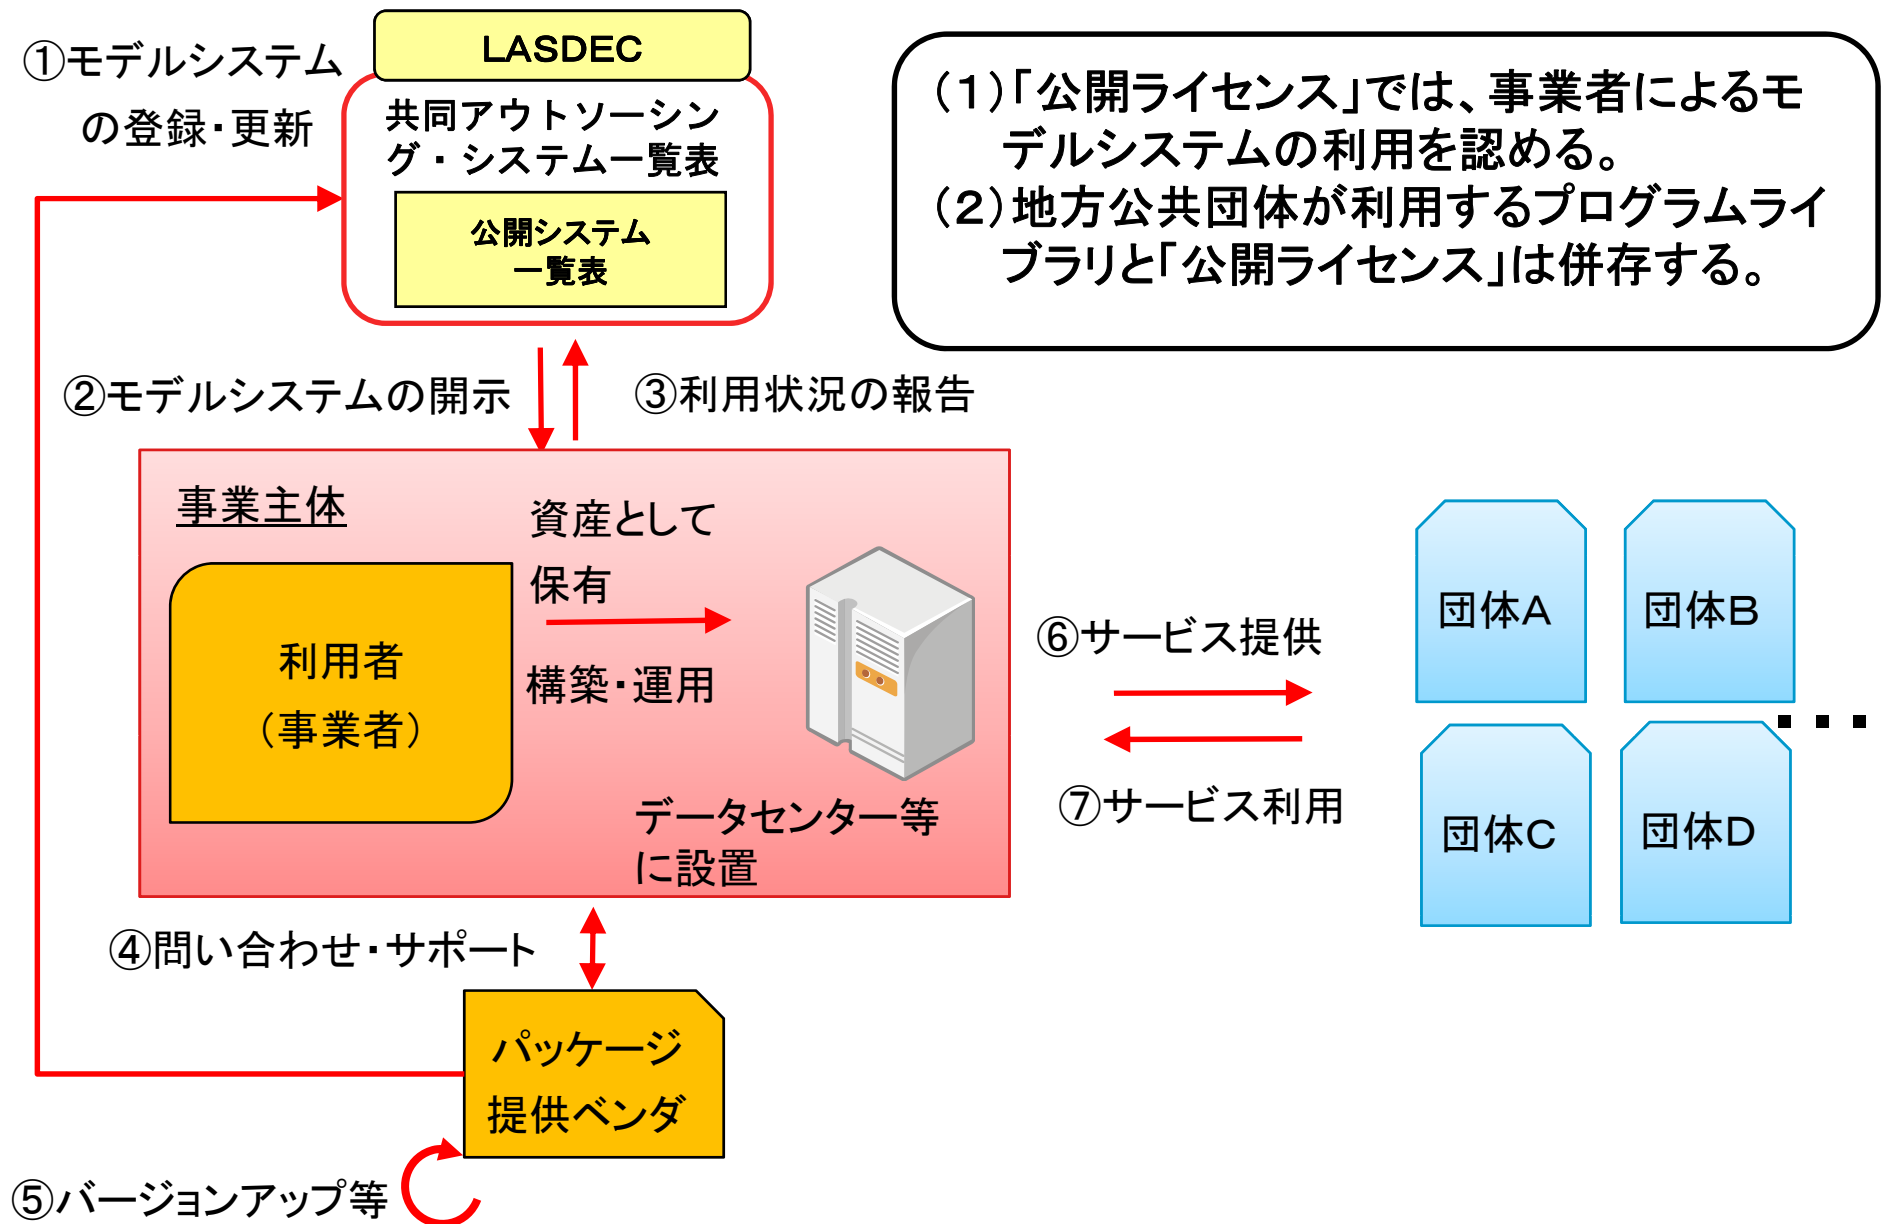 ①モデルシステム
の登録・更新
LASDEC
共同アウトソーシン
グ・システム一覧表
公開システム
一覧表
（１）「公開ライセンス」では、事業者によるモ
デルシステムの利用を認める。
（２）地方公共団体が利用するプログラムライ
ブラリと「公開ライセンス」は併存する。
②モデルシステムの開示
③利用状況の報告
事業主体
資産として
保有
構築・運用
利用者
（事業者）
データセンター等
に設置
⑥サービス提供
⑦サービス利用
団体A
団体B
団体C
団体D
・・・
④問い合わせ・サポート
パッケージ
提供ベンダ
⑤バージョンアップ等